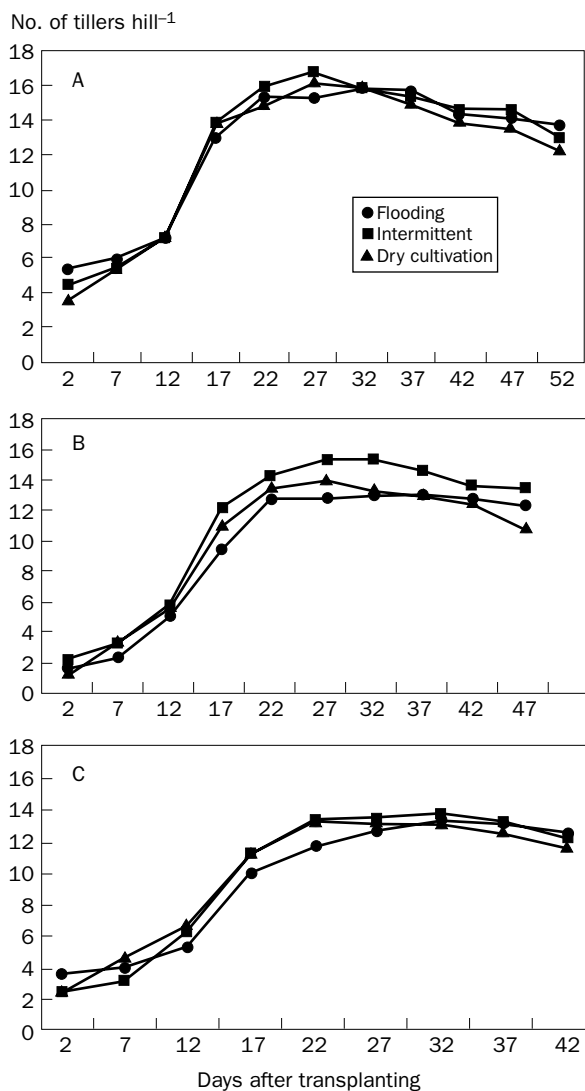 No. of tillers hill⁻¹
18
A
16
14
12
10
8
6
4
2
0
Flooding
Intermittent
Dry cultivation
2 7 12 17 22 27 32 37 42 47 52
18
B
16
14
12
10
8
6
4
2
0
2 7 12 17 22 27 32 37 42 47
18
C
16
14
12
10
8
6
4
2
0
2 7 12 17 22 27 32 37 42
Days after transplanting